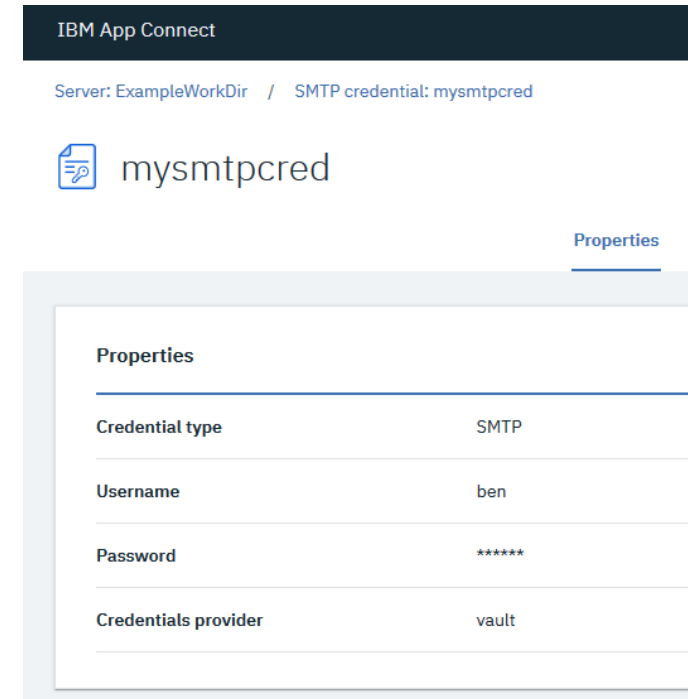 IBM App Connect
Server: ExampleWorkDir / SMTP credential: mysmtpcred
mysmtpcred
Properties
Properties
Credential type SMTP
Username ben
Password ******
Credentials provider vault